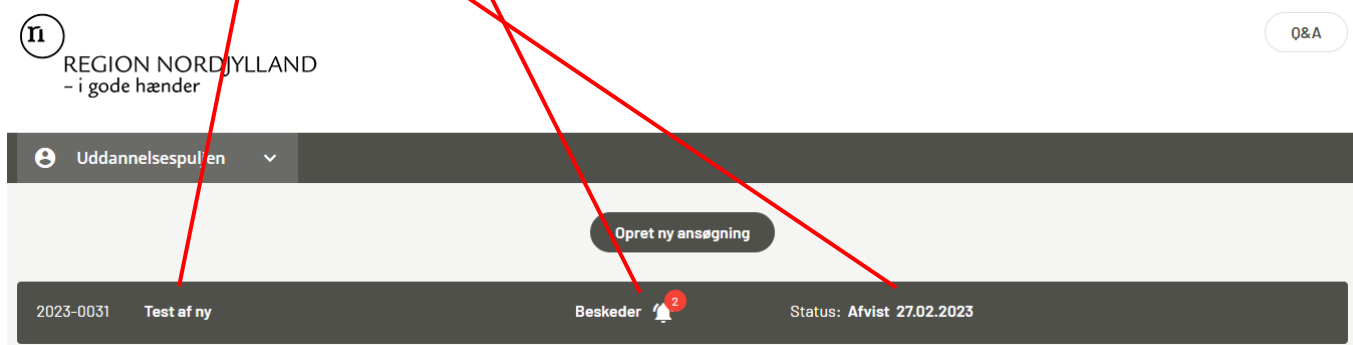 n
REGION NORDJYLLAND
– i gode hænder
Q&A
Uddannelsespuljen
Opret ny ansøgning
2023-0031 Test af ny Beskeder 2 Status: Afvist 27.02.2023